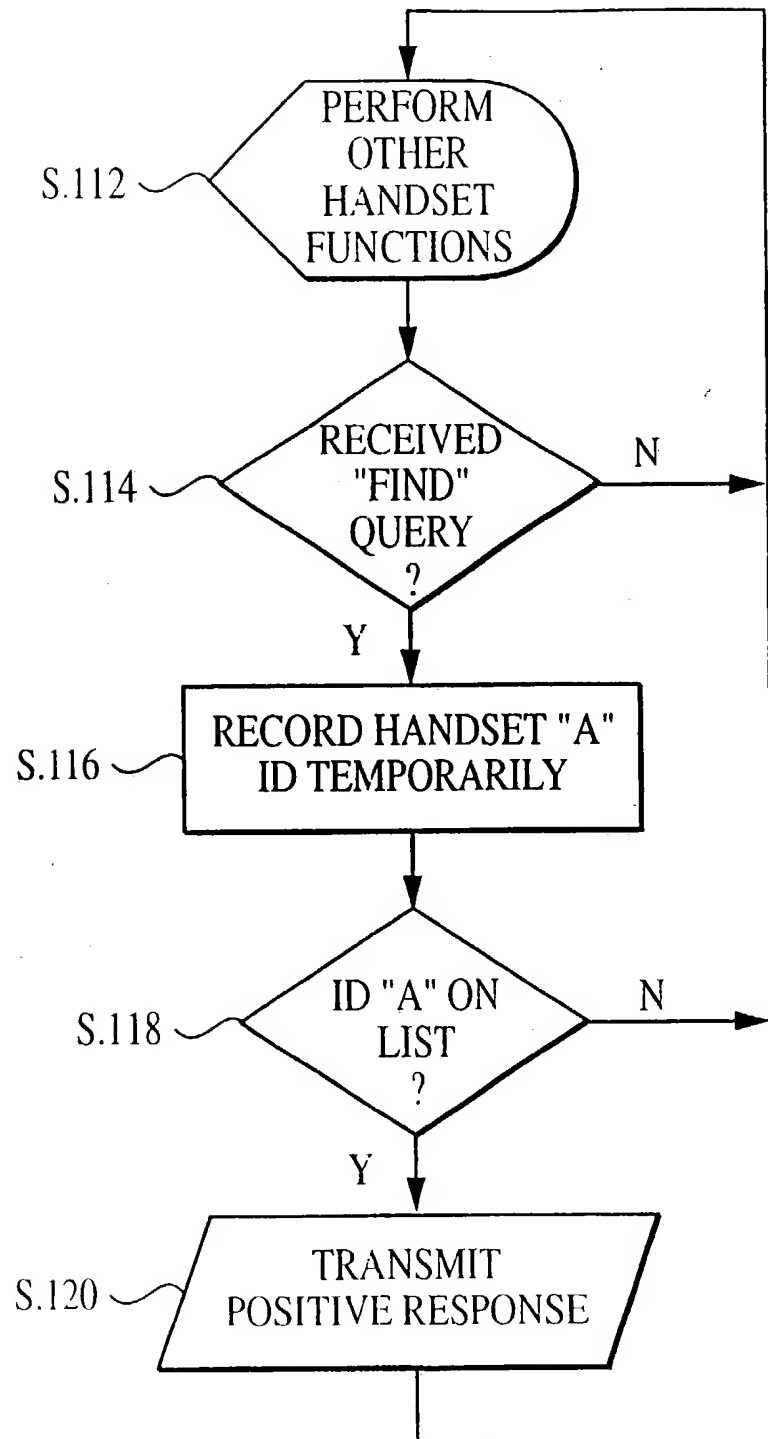 PERFORM
OTHER
HANDSET
FUNCTIONS
S.112
RECEIVED
"FIND"
QUERY
?
S.114
N
Y
RECORD HANDSET "A"
ID TEMPORARILY
S.116
ID "A" ON
LIST
?
S.118
N
Y
TRANSMIT
POSITIVE RESPONSE
S.120